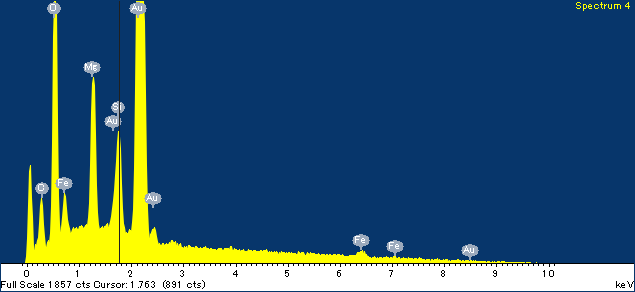 Spectrum 4
O Au
Mg
Si
Au
C Fe
Au
Fe Fe Au
0 1 2 3 4 5 6 7 8 9 10
Full Scale 1857 cts Cursor: 1.763 (891 cts) keV